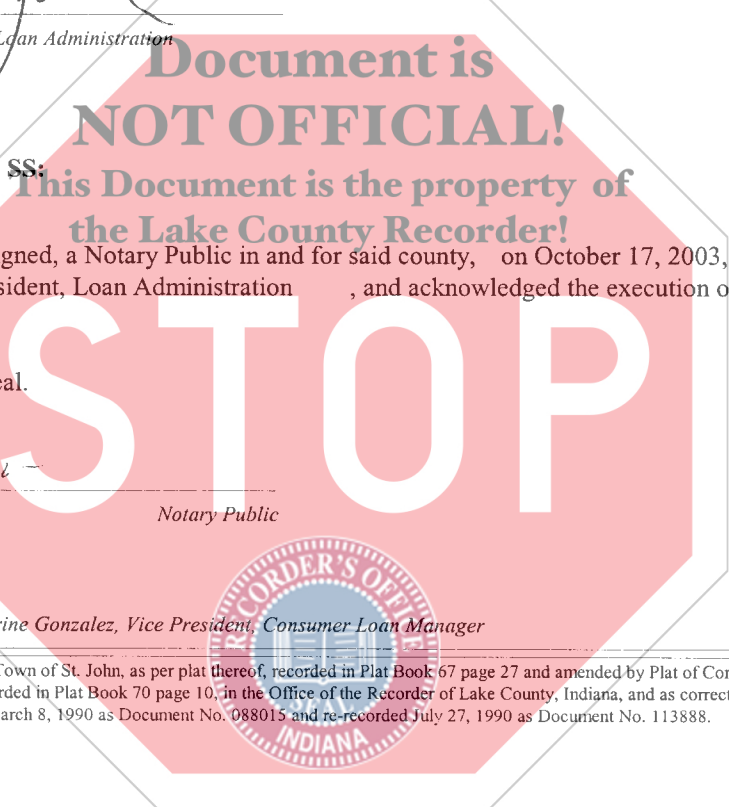 Loan Administration
Document is
NOT OFFICIAL!
SS:
This Document is the property of
the Lake County Recorder!
gned, a Notary Public in and for said county, on October 17, 2003,
sident, Loan Administration , and acknowledged the execution o
STOP
eal.
Notary Public
RECORDER'S OFFICE
SEAL
INDIANA
rine Gonzalez, Vice President, Consumer Loan Manager
Town of St. John, as per plat thereof, recorded in Plat Book 67 page 27 and amended by Plat of Cor
rded in Plat Book 70 page 10, in the Office of the Recorder of Lake County, Indiana, and as correct
arch 8, 1990 as Document No. 088015 and re-recorded July 27, 1990 as Document No. 113888.